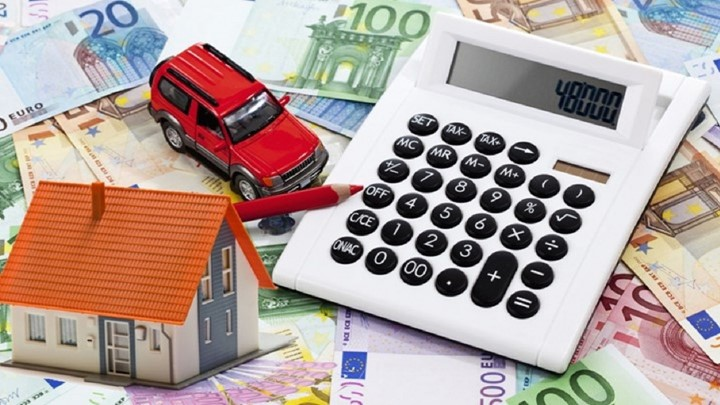 20
EURO
100
48000
SET TAX- TAX+ →
MC MR M- M+ ( )
+/- 7 8 9 % √
OFF 4 5 6 × ÷
C/CE 1 2 3 + −
ON/AC 0 00 . =
500
100